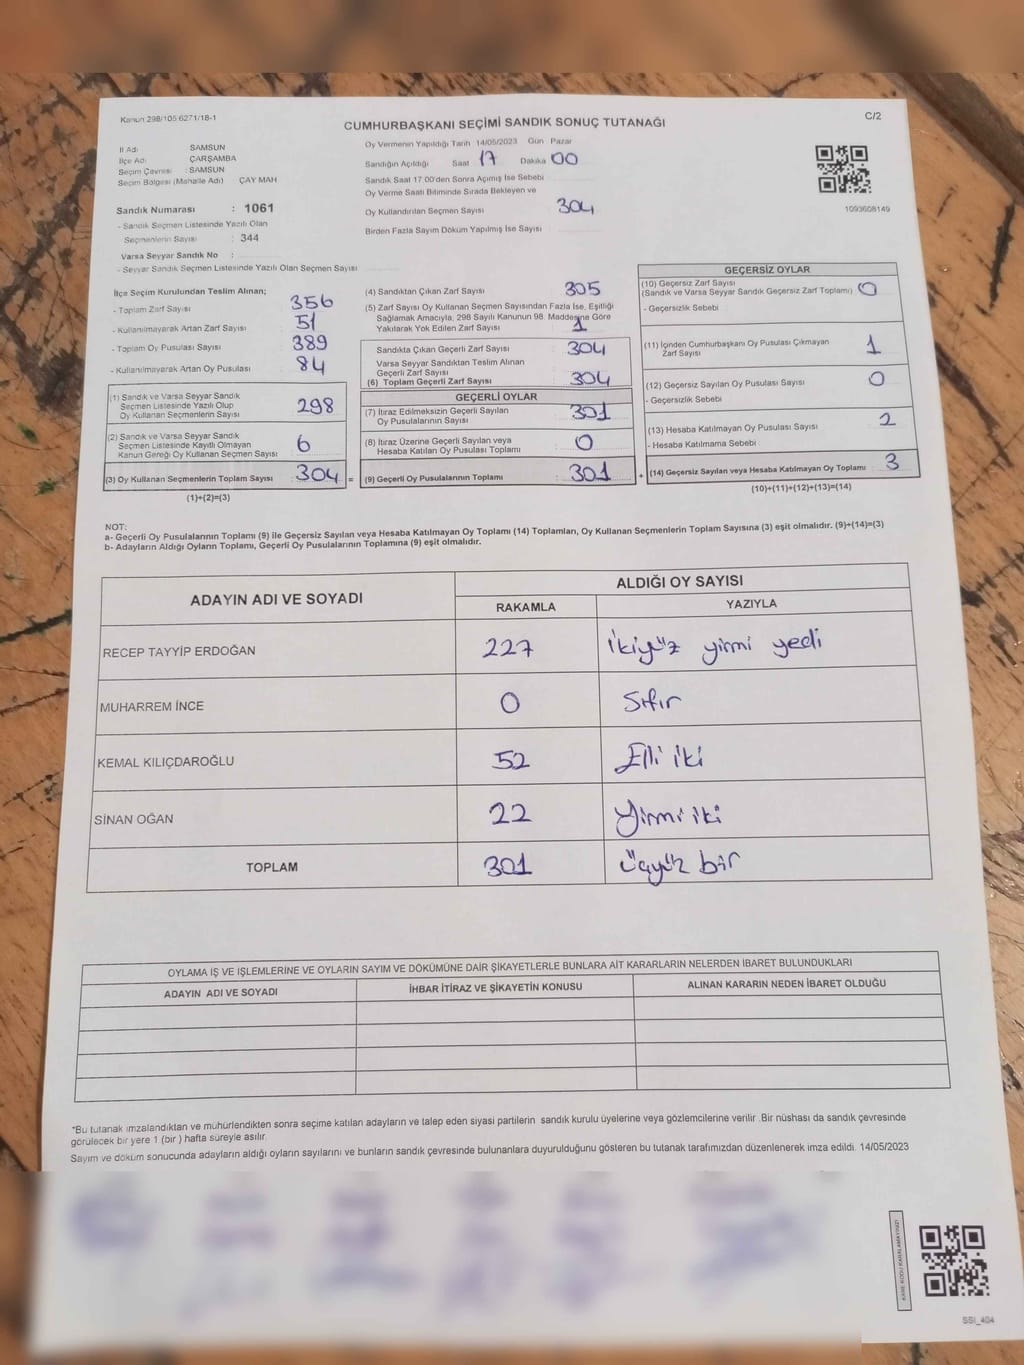 Kanun 298/105 6271/18-1
C/2
CUMHURBAŞKANI SEÇİMİ SANDIK SONUÇ TUTANAĞI
İl Adı SAMSUN
İlçe Adı ÇARŞAMBA
Seçim Çevresi : SAMSUN
Seçim Bölgesi (Mahalle Adı) ÇAY MAH
Sandık Numarası : 1061
- Sandık Seçmen Listesinde Yazılı Olan
Seçmenlerin Sayısı : 344
Varsa Seyyar Sandık No :
- Seyyar Sandık Seçmen Listesinde Yazılı Olan Seçmen Sayısı
Oy Vermenin Yapıldığı Tarih 14/05/2023 Gün Pazar
Sandığın Açıldığı Saat 17 Dakika 00
Sandık Saat 17.00'den Sonra Açımış İse Sebebi
Oy Verme Saati Bitiminde Sırada Bekleyen ve
Oy Kullandırılan Seçmen Sayısı 304
Birden Fazla Sayım Döküm Yapılmış İse Sayısı
1093608149
İlçe Seçim Kurulundan Teslim Alınan;
- Toplam Zarf Sayısı 356
- Kullanılmayarak Artan Zarf Sayısı 51
- Toplam Oy Pusulası Sayısı 389
- Kullanılmayarak Artan Oy Pusulası 84
(1) Sandık ve Varsa Seyyar Sandık
Seçmen Listesinde Yazılı Olup
Oy Kullanan Seçmenlerin Sayısı 298
(2) Sandık ve Varsa Seyyar Sandık
Seçmen Listesinde Kayıtlı Olmayan
Kanun Gereği Oy Kullanan Seçmen Sayısı 6
(3) Oy Kullanan Seçmenlerin Toplam Sayısı 304 =
(1)+(2)=(3)
(4) Sandıktan Çıkan Zarf Sayısı 305
(5) Zarf Sayısı Oy Kullanan Seçmen Sayısından Fazla İse, Eşitliği
Sağlamak Amacıyla, 298 Sayılı Kanunun 98. Maddesine Göre
Yakılarak Yok Edilen Zarf Sayısı 1
Sandıkta Çıkan Geçerli Zarf Sayısı 304
Varsa Seyyar Sandıktan Teslim Alınan
Geçerli Zarf Sayısı
(6) Toplam Geçerli Zarf Sayısı 304
GEÇERLİ OYLAR
(7) İtiraz Edilmeksizin Geçerli Sayılan
Oy Pusulası Sayısı 301
(8) İtiraz Üzerine Geçerli Sayılan veya
Hesaba Katılan Oy Pusulası Toplamı 0
(9) Geçerli Oy Pusulalarının Toplamı : 301 +
GEÇERSİZ OYLAR
(10) Geçersiz Zarf Sayısı
(Sandık ve Varsa Seyyar Sandık Geçersiz Zarf Toplamı) 0
- Geçersizlik Sebebi
(11) İçinden Cumhurbaşkanı Oy Pusulası Çıkmayan
Zarf Sayısı 1
(12) Geçersiz Sayılan Oy Pusulası Sayısı 0
- Geçersizlik Sebebi
(13) Hesaba Katılmayan Oy Pusulası Sayısı 2
- Hesaba Katılmama Sebebi
(14) Geçersiz Sayılan veya Hesaba Katılmayan Oy Toplamı 3
(10)+(11)+(12)+(13)=(14)
NOT:
a- Geçerli Oy Pusulalarının Toplamı (9) ile Geçersiz Sayılan veya Hesaba Katılmayan Oy Toplamı (14) Toplamları, Oy Kullanan Seçmenlerin Toplam Sayısına (3) eşit olmalıdır. (9)+(14)=(3)
b- Adayların Aldığı Oyların Toplamı, Geçerli Oy Pusulalarının Toplamına (9) eşit olmalıdır.
ADAYIN ADI VE SOYADI
ALDIĞI OY SAYISI
RAKAMLA YAZIYLA
RECEP TAYYİP ERDOĞAN 227 ikiyüz yirmi yedi
MUHARREM İNCE 0 Sıfır
KEMAL KILIÇDAROĞLU 52 Elli iki
SİNAN OĞAN 22 Yirmi iki
TOPLAM 301 üçyüz bir
OYLAMA İŞ VE İŞLEMLERİNE VE OYLARIN SAYIM VE DÖKÜMÜNE DAİR ŞİKAYETLERLE BUNLARA AİT KARARLARIN NELERDEN İBARET BULUNDUKLARI
ADAYIN ADI VE SOYADI İHBAR İTİRAZ VE ŞİKAYETİN KONUSU ALINAN KARARIN NEDEN İBARET OLDUĞU
*Bu tutanak imzalandıktan ve mühürlendikten sonra seçime katılan adayların ve talep eden siyasi partilerin sandık kurulu üyelerine veya gözlemcilerine verilir .Bir nüshası da sandık çevresinde
görülecek bir yere 1 (bir ) hafta süreyle asılır.
Sayım ve döküm sonucunda adayların aldığı oyların sayılarını ve bunların sandık çevresinde bulunanlara duyurulduğunu gösteren bu tutanak tarafımızdan düzenlenerek imza edildi. 14/05/2023
KARE KODU KARALAMAYINIZ!
SSİ_404